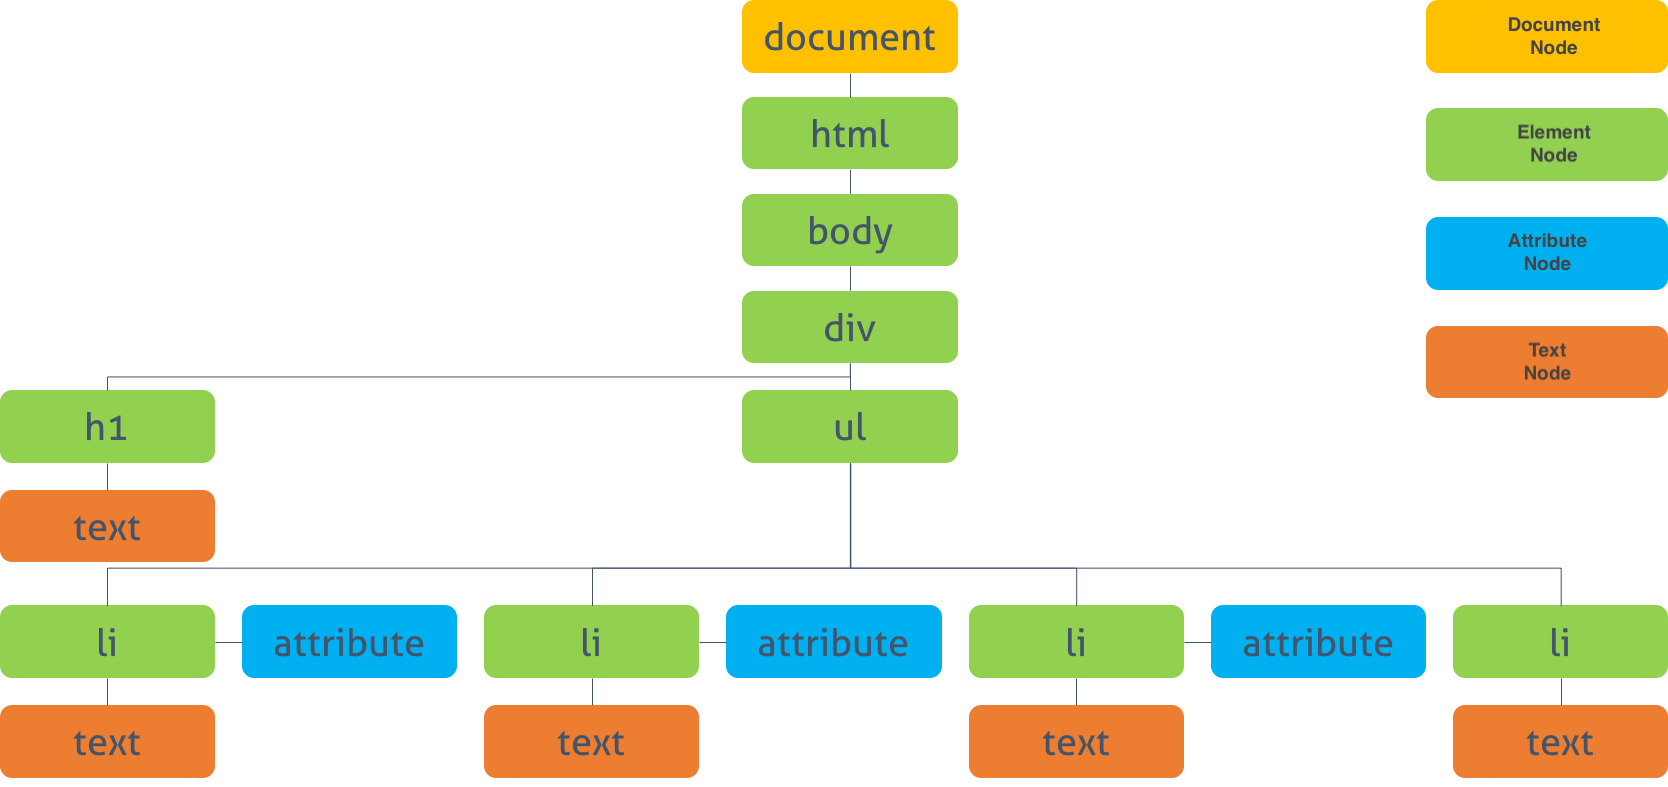 document
Document
Node
html
Element
Node
body
Attribute
Node
div
Text
Node
h1
ul
text
li
attribute
li
attribute
li
attribute
li
text
text
text
text